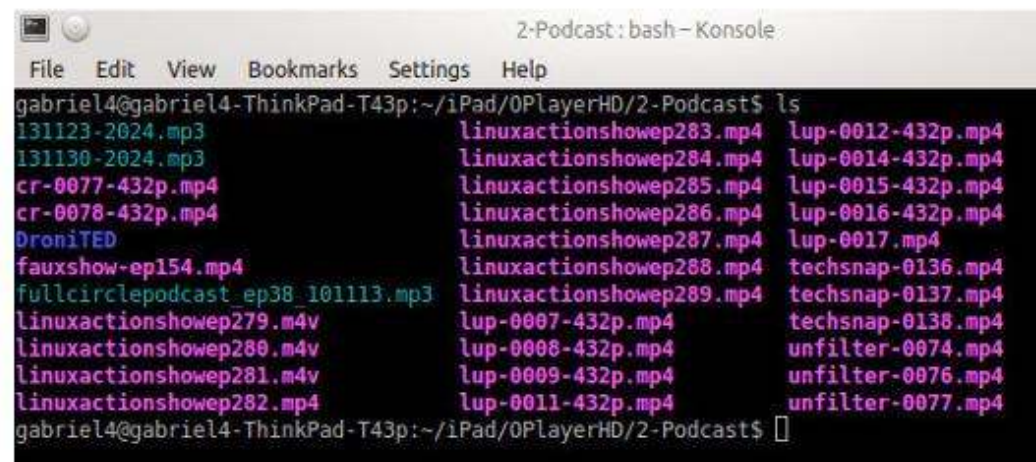 2-Podcast : bash – Konsole
File Edit View Bookmarks Settings Help
gabriel4@gabriel4-ThinkPad-T43p:~/iPad/OPlayerHD/2-Podcast$ ls
131123-2024.mp3 linuxactionshowep283.mp4 lup-0012-432p.mp4
131130-2024.mp3 linuxactionshowep284.mp4 lup-0014-432p.mp4
cr-0077-432p.mp4 linuxactionshowep285.mp4 lup-0015-432p.mp4
cr-0078-432p.mp4 linuxactionshowep286.mp4 lup-0016-432p.mp4
DroniTED linuxactionshowep287.mp4 lup-0017.mp4
fauxshow-ep154.mp4 linuxactionshowep288.mp4 techsnap-0136.mp4
fullcirclepodcast_ep38_101113.mp3 linuxactionshowep289.mp4 techsnap-0137.mp4
linuxactionshowep279.m4v lup-0007-432p.mp4 techsnap-0138.mp4
linuxactionshowep280.m4v lup-0008-432p.mp4 unfilter-0074.mp4
linuxactionshowep281.m4v lup-0009-432p.mp4 unfilter-0076.mp4
linuxactionshowep282.mp4 lup-0011-432p.mp4 unfilter-0077.mp4
gabriel4@gabriel4-ThinkPad-T43p:~/iPad/OPlayerHD/2-Podcast$